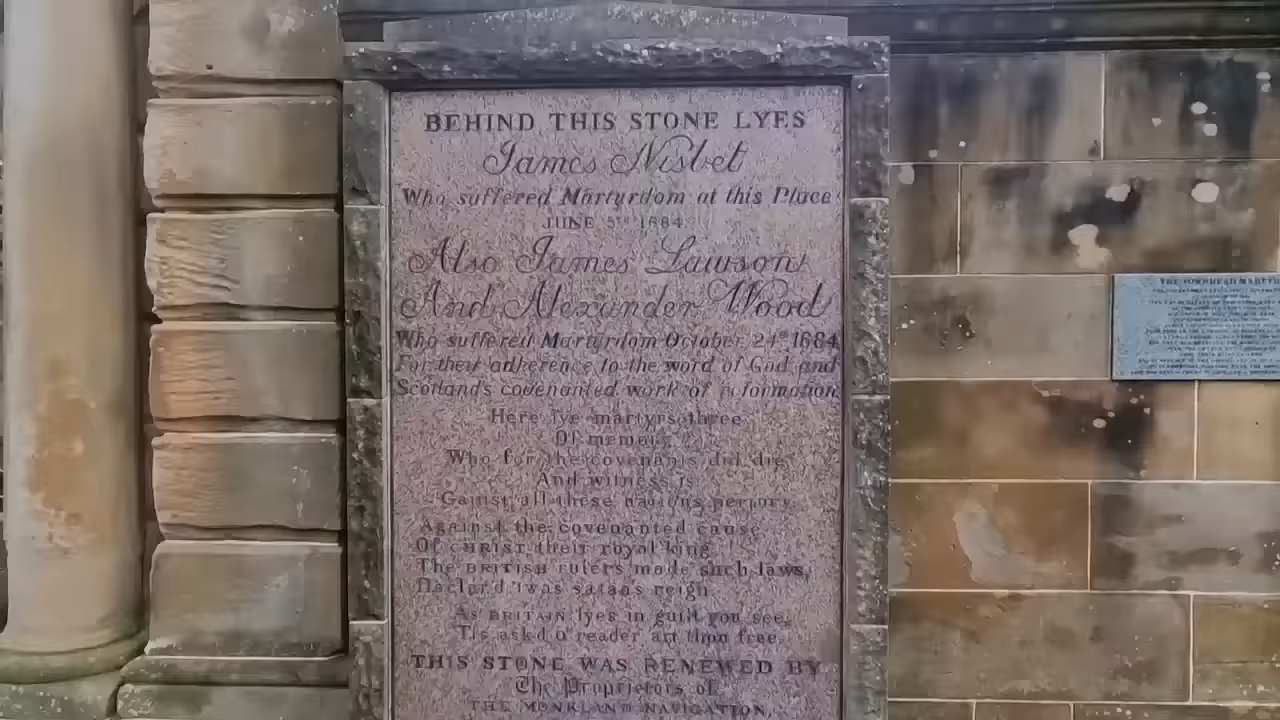 BEHIND THIS STONE LYES
James Nisbet
Who suffered Martyrdom at this Place
JUNE 5TH 1684.
Also James Lawson
And Alexander Wood
Who suffered Martyrdom October 24th 1684
For their adherence to the word of God and
Scotland's covenanted work of reformation
Here lye martyrs three
Of memory
Who for the covenants did die
And witness is
'Gainst all these nations perjury
Against the covenanted cause
Of CHRIST their royal king
The BRITISH rulers made such laws,
Declar'd 'twas satans reign
As BRITAIN lyes in guilt you see,
'Tis ask'd o' reader art thou free.
THIS STONE WAS RENEWED BY
The Proprietors of
THE MONKLAND NAVIGATION,
THE TOWNHEAD MARTYRS